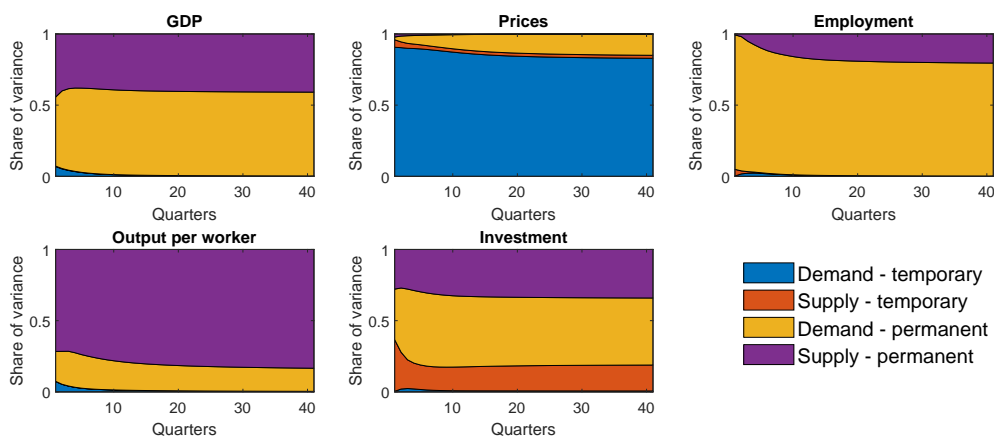 GDP
Prices
Employment
Share of variance
1
0.5
0
10
20
30
40
Quarters
Share of variance
1
0.5
0
10
20
30
40
Quarters
Share of variance
1
0.5
0
10
20
30
40
Quarters
Output per worker
Investment
Share of variance
1
0.5
0
10
20
30
40
Quarters
Share of variance
1
0.5
0
10
20
30
40
Quarters
Demand - temporary
Supply - temporary
Demand - permanent
Supply - permanent